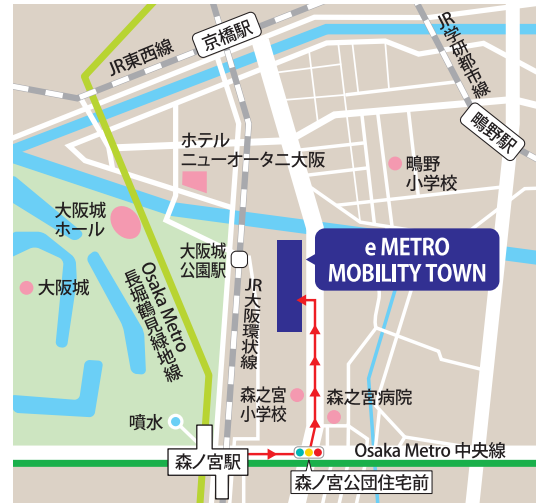 京橋駅
JR東西線
JR学研都市線
鴫野駅
ホテル
ニューオータニ大阪
鴫野
小学校
大阪城
ホール
大阪城
公園駅
e METRO
MOBILITY TOWN
大阪城
Osaka Metro
長堀鶴見緑地線
JR大阪環状線
森之宮
小学校
森之宮病院
噴水
森ノ宮駅
Osaka Metro 中央線
森ノ宮公団住宅前